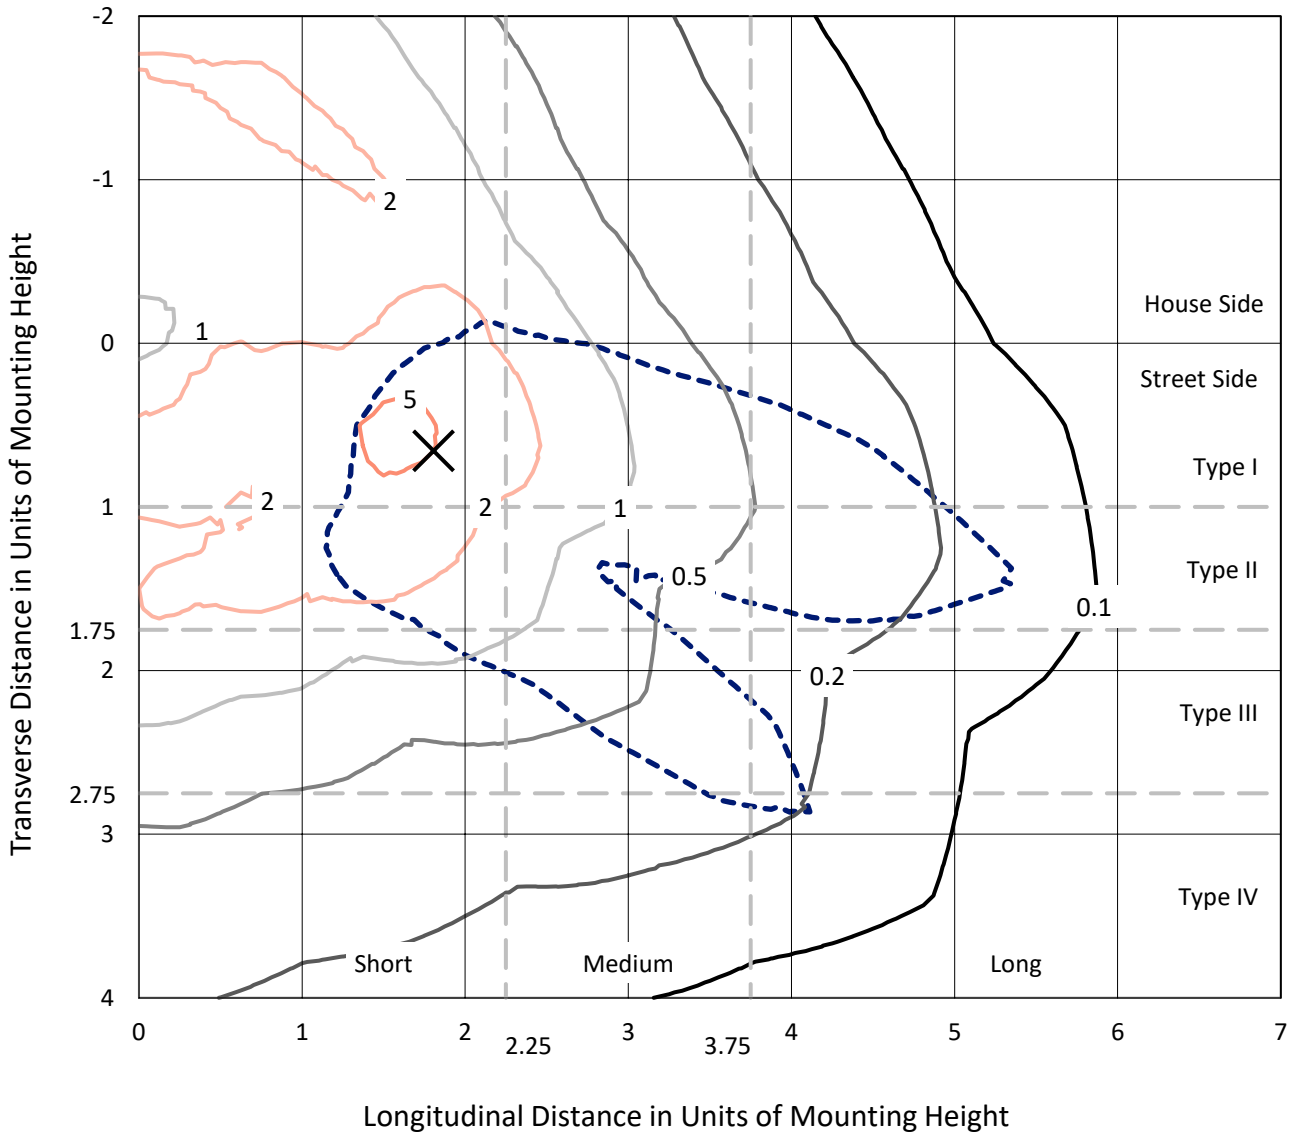 -2
-1
0
1
1.75
2
2.75
3
4
Transverse Distance in Units of Mounting Height
2
1
5
2
2
1
0.5
0.2
0.1
House Side
Street Side
Type I
Type II
Type III
Type IV
Short
Medium
Long
0
1
2
2.25
3
3.75
4
5
6
7
Longitudinal Distance in Units of Mounting Height